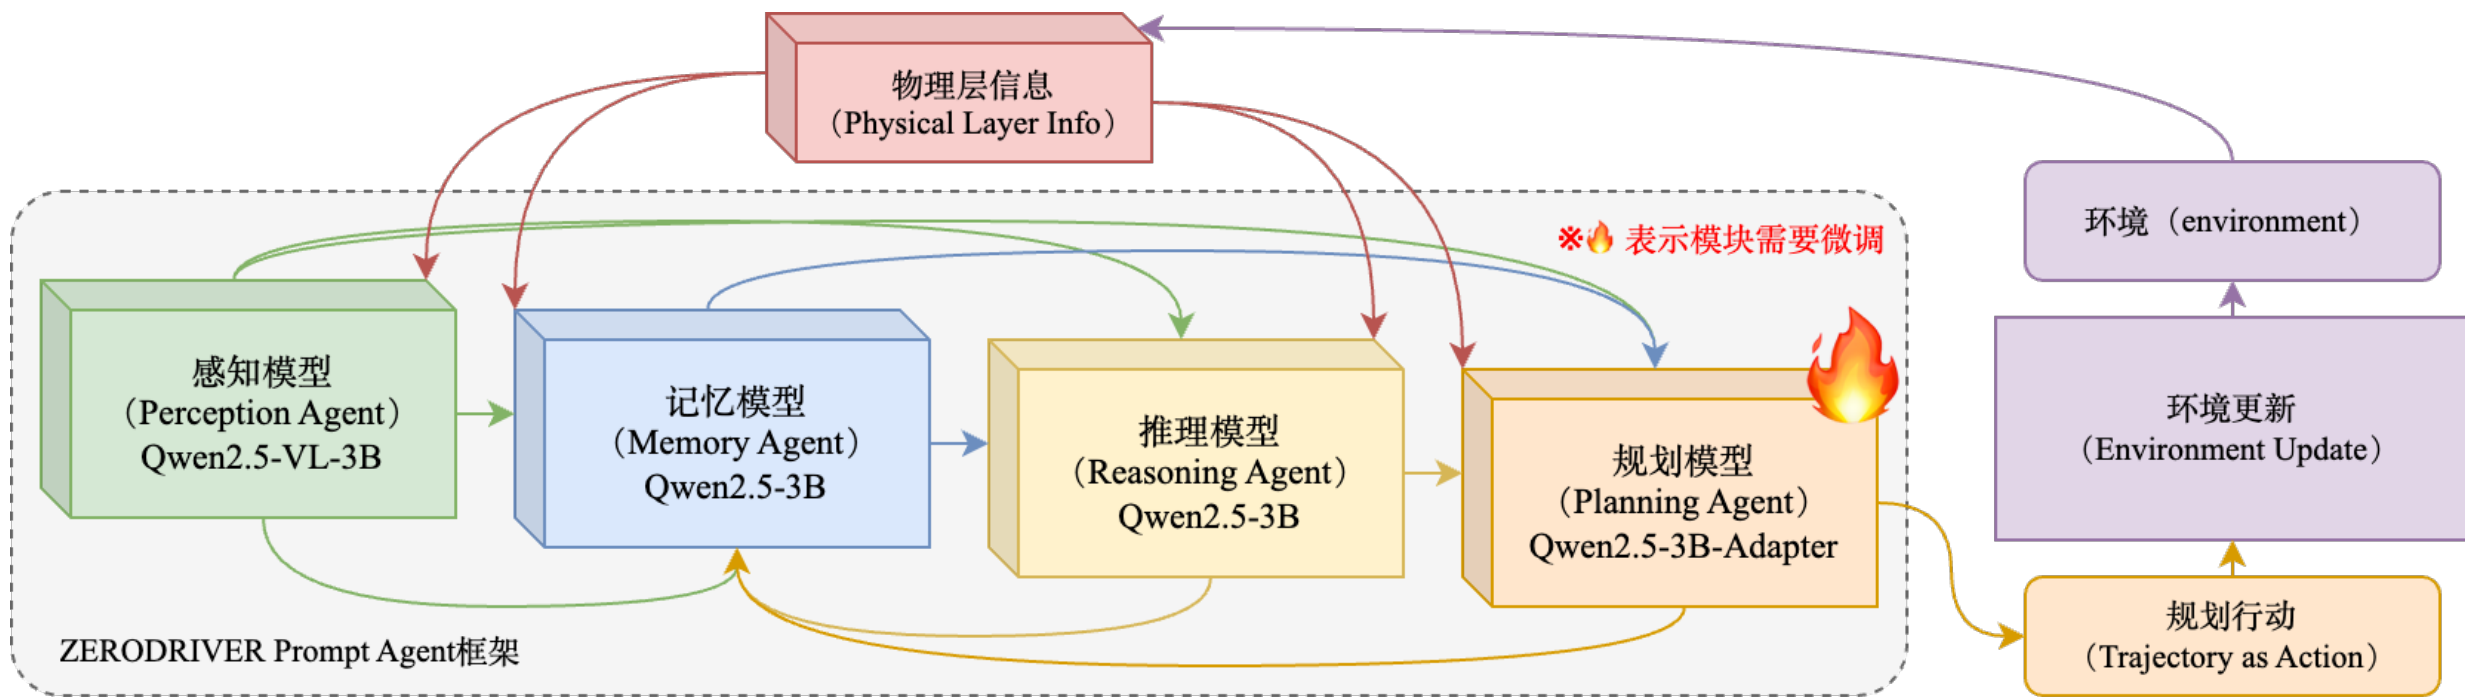 物理层信息
（Physical Layer Info）
※🔥 表示模块需要微调
感知模型
（Perception Agent）
Qwen2.5-VL-3B
记忆模型
（Memory Agent）
Qwen2.5-3B
推理模型
（Reasoning Agent）
Qwen2.5-3B
规划模型
（Planning Agent）
Qwen2.5-3B-Adapter
ZERODRIVER Prompt Agent框架
环境（environment）
环境更新
（Environment Update）
规划行动
（Trajectory as Action）